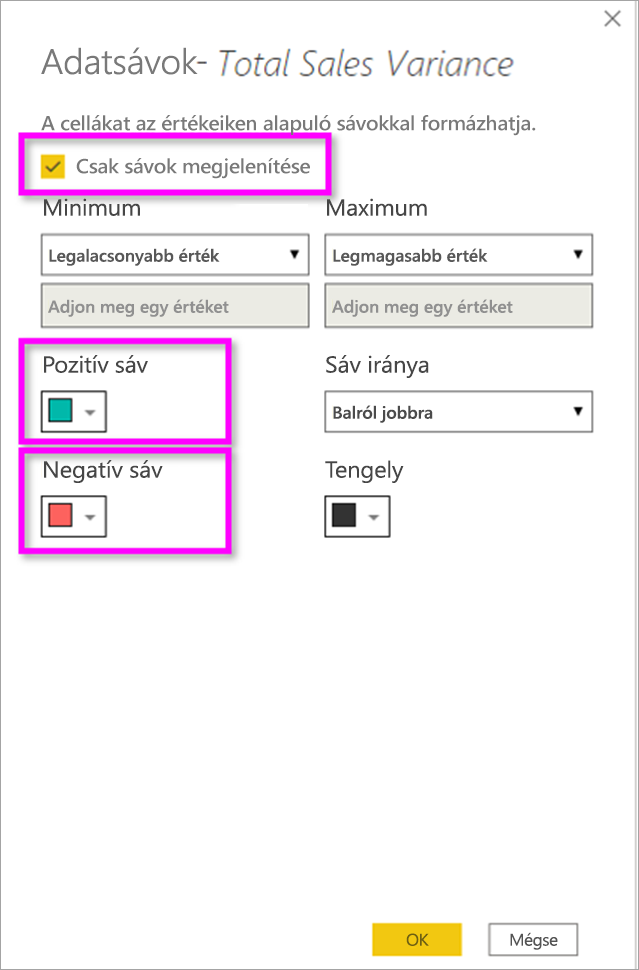 Adatsávok- Total Sales Variance
A cellákat az értékeiken alapuló sávokkal formázhatja.
Csak sávok megjelenítése
Minimum
Maximum
Legalacsonyabb érték
Legmagasabb érték
Adjon meg egy értéket
Adjon meg egy értéket
Pozitív sáv
Sáv iránya
Balról jobbra
Negatív sáv
Tengely
OK
Mégse